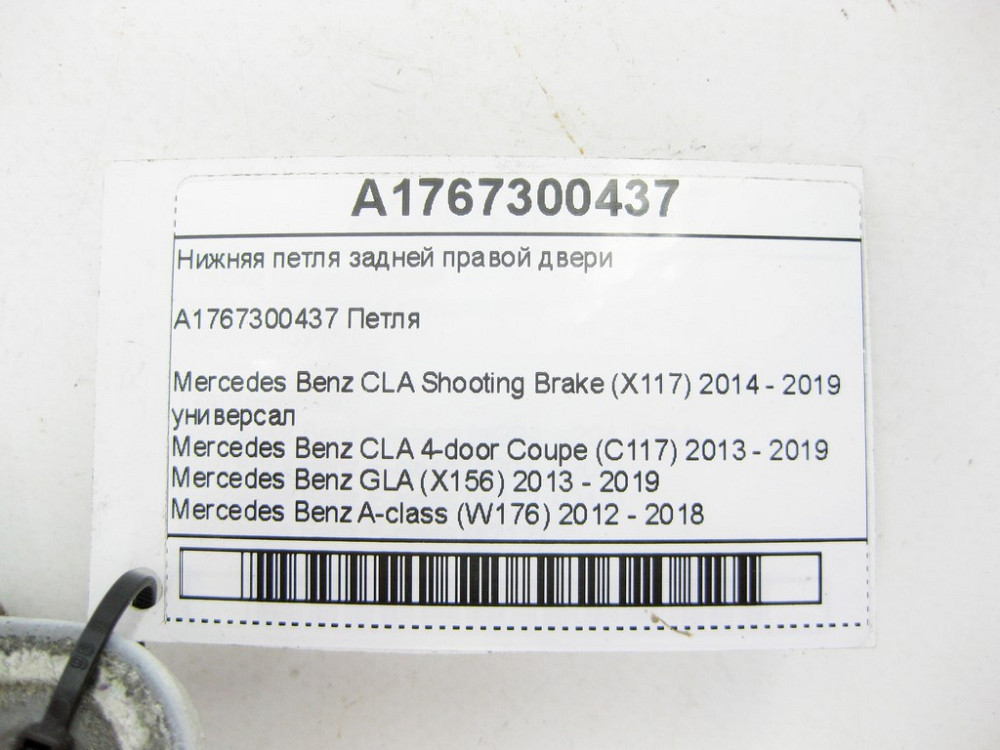 A1767300437
Нижняя петля задней правой двери
A1767300437 Петля
Mercedes Benz CLA Shooting Brake (X117) 2014 - 2019
универсал
Mercedes Benz CLA 4-door Coupe (C117) 2013 - 2019
Mercedes Benz GLA (X156) 2013 - 2019
Mercedes Benz A-class (W176) 2012 - 2018